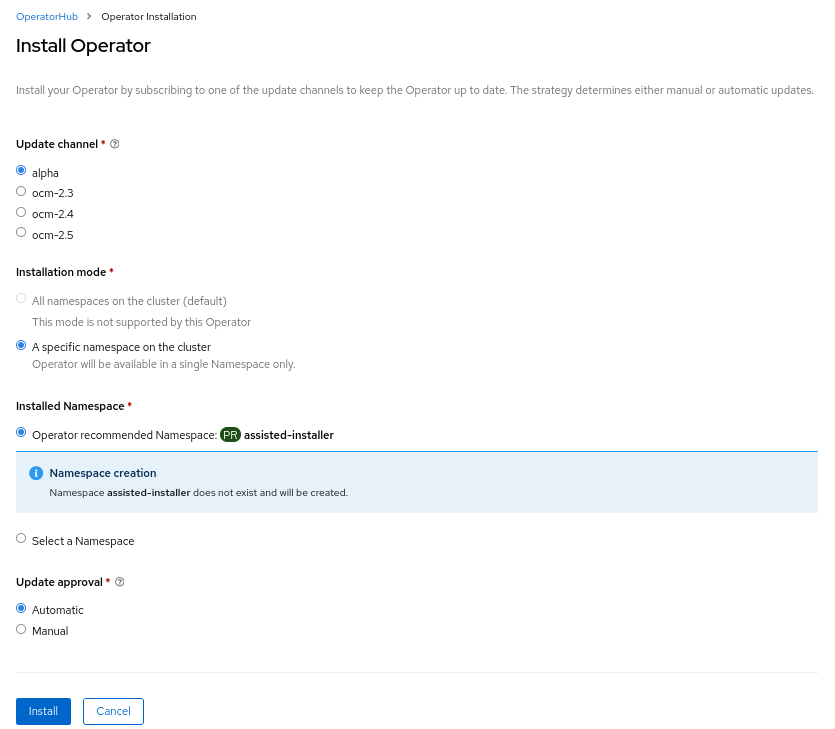 OperatorHub > Operator Installation
Install Operator
Install your Operator by subscribing to one of the update channels to keep the Operator up to date. The strategy determines either manual or automatic updates.
Update channel *
alpha
ocm-2.3
ocm-2.4
ocm-2.5
Installation mode *
All namespaces on the cluster (default)
This mode is not supported by this Operator
A specific namespace on the cluster
Operator will be available in a single Namespace only.
Installed Namespace *
Operator recommended Namespace: PR assisted-installer
Namespace creation
Namespace assisted-installer does not exist and will be created.
Select a Namespace
Update approval *
Automatic
Manual
Install Cancel